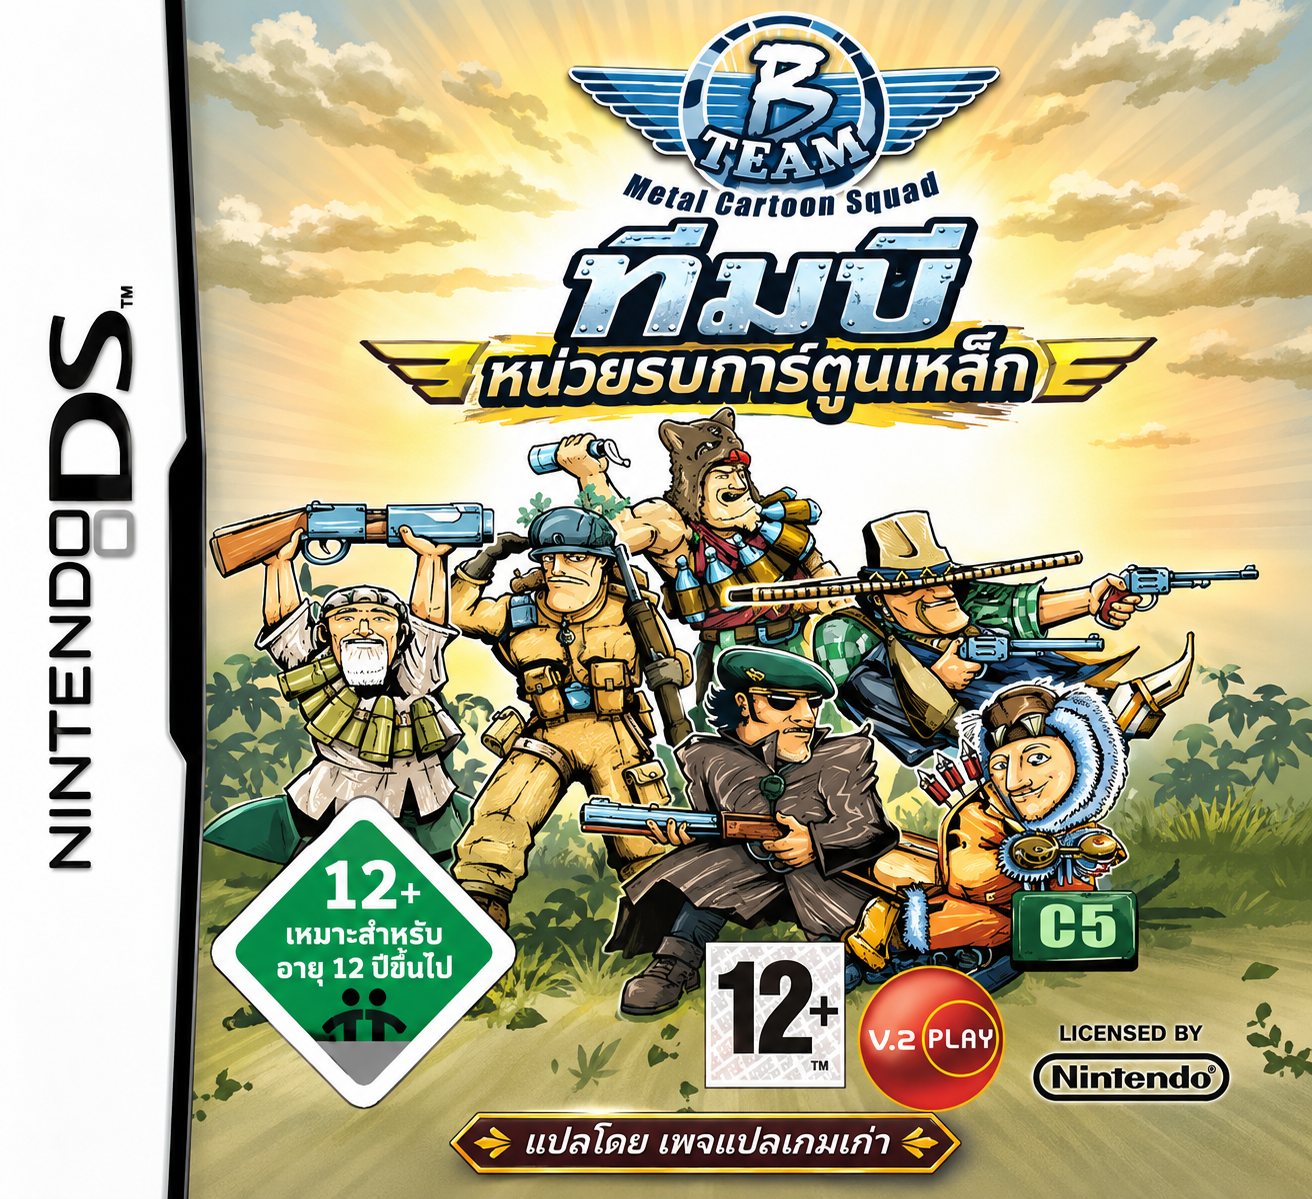 NINTENDO DS™
B
TEAM
Metal Cartoon Squad
ทีมบี
หน่วยรบการ์ตูนเหล็ก
12+
เหมาะสำหรับ
อายุ 12 ปีขึ้นไป
C5
12+
™
V.2 PLAY
LICENSED BY
Nintendo®
แปลโดย เพจแปลเกมเก่า